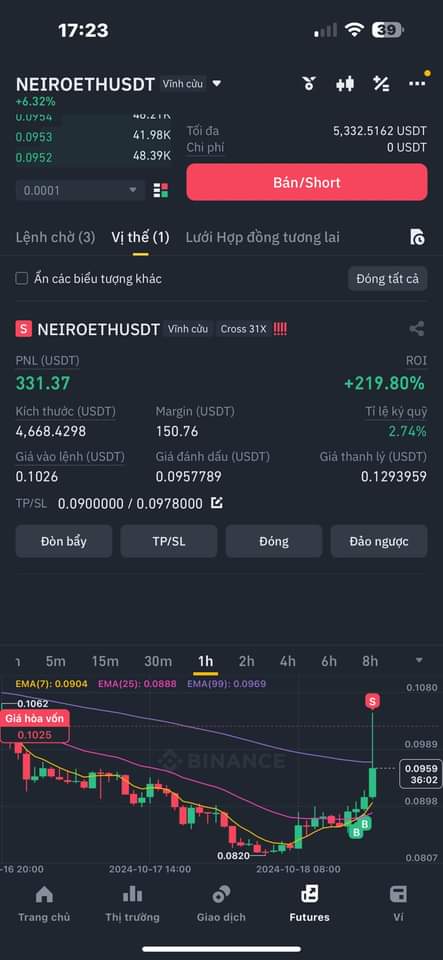 17:23
39
NEIROETHUSDT Vĩnh cửu
+6.32%
0.0954 48.21K
0.0953 41.98K
0.0952 48.39K
Tối đa 5,332.5162 USDT
Chi phí 0 USDT
0.0001
Bán/Short
Lệnh chờ (3) Vị thế (1) Lưới Hợp đồng tương lai
Ẩn các biểu tượng khác
Đóng tất cả
S NEIROETHUSDT Vĩnh cửu Cross 31X !!!!
PNL (USDT) ROI
331.37 +219.80%
Kích thước (USDT) Margin (USDT) Tỉ lệ ký quỹ
4,668.4298 150.76 2.74%
Giá vào lệnh (USDT) Giá đánh dấu (USDT) Giá thanh lý (USDT)
0.1026 0.0957789 0.1293959
TP/SL 0.0900000 / 0.0978000
Đòn bẩy TP/SL Đóng Đảo ngược
5m 15m 30m 1h 2h 4h 6h 8h
EMA(7): 0.0904 EMA(25): 0.0888 EMA(99): 0.0969
0.1080
0.1062
S
Giá hòa vốn
0.1025
0.0989
BINANCE
0.0959
36:02
0.0898
B
B
0.0820
0.0807
-16 20:00 2024-10-17 14:00 2024-10-18 08:00
Trang chủ Thị trường Giao dịch Futures Ví